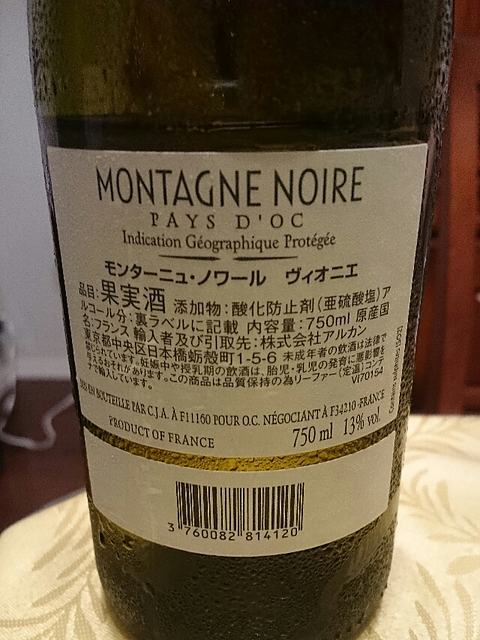 MONTAGNE NOIRE
PAYS D'OC
Indication Géographique Protégée
モンターニュ・ノワール ヴィオニエ
品目:果実酒 添加物:酸化防止剤(亜硫酸塩)ア
ルコール分:裏ラベルに記載 内容量:750ml 原産国
名:フランス 輸入者及び引取先:株式会社アルカン
東京都中央区日本橋蛎殻町1-5-6 未成年者の飲酒は法律で
られています。妊娠中や授乳期の飲酒は、胎児・乳児の発育に悪影響を
与えるおそれがあります。この商品は品質保持の為リーファー(定温)コンテ
ナで輸入しています。 VI70154
Contains sulphites (SO2)
MIS EN BOUTEILLE PAR C.J.A. À F11160 POUR O.C. NÉGOCIANT À F34210 - FRANCE
PRODUCT OF FRANCE 750 ml 13% vol.
3 760082 814120